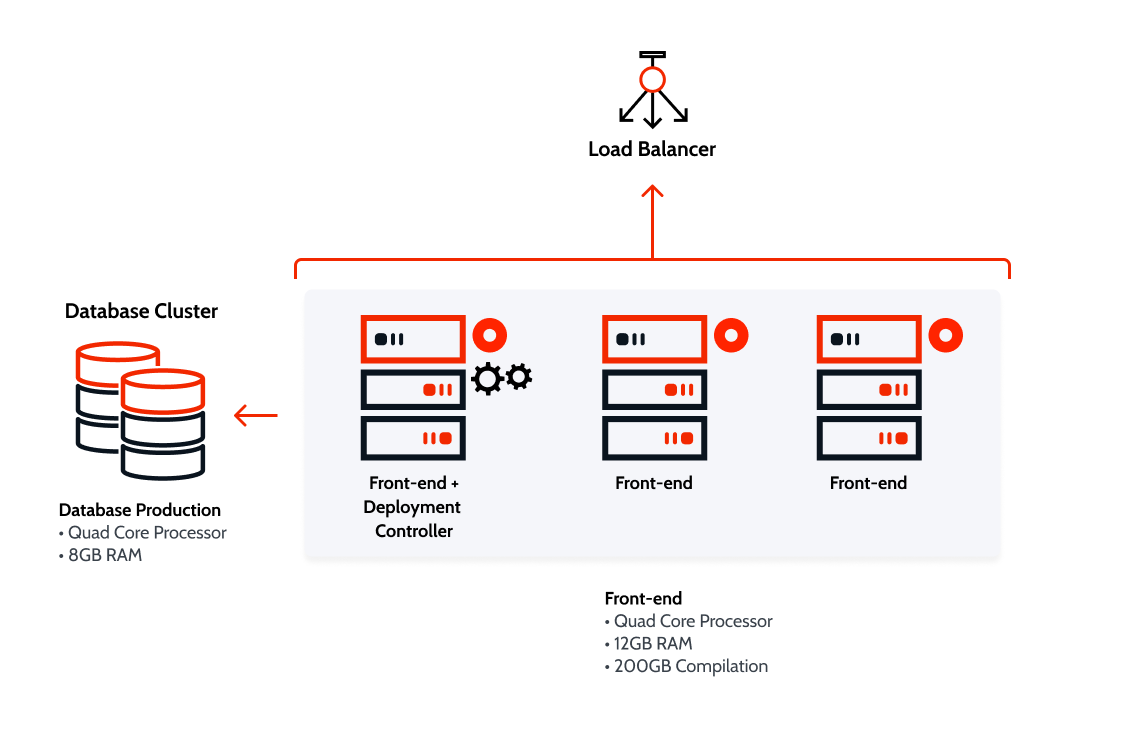 Load Balancer
Database Cluster
Database Production
• Quad Core Processor
• 8GB RAM
Front-end +
Deployment
Controller
Front-end
Front-end
Front-end
• Quad Core Processor
• 12GB RAM
• 200GB Compilation